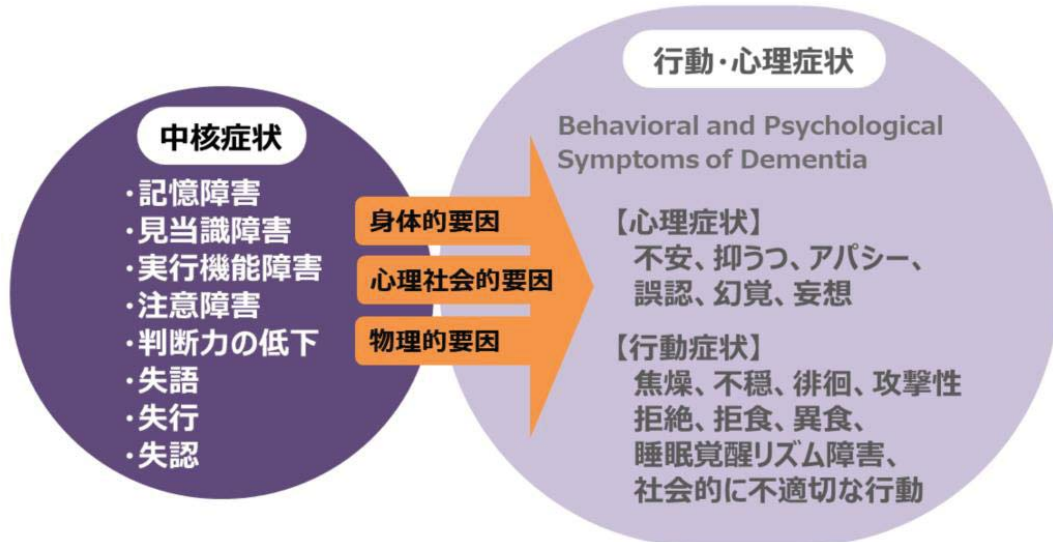 中核症状
・記憶障害
・見当識障害
・実行機能障害
・注意障害
・判断力の低下
・失語
・失行
・失認
身体的要因
心理社会的要因
物理的要因
行動・心理症状
Behavioral and Psychological
Symptoms of Dementia
【心理症状】
不安、抑うつ、アパシー、
誤認、幻覚、妄想
【行動症状】
焦燥、不穏、徘徊、攻撃性
拒絶、拒食、異食、
睡眠覚醒リズム障害、
社会的に不適切な行動